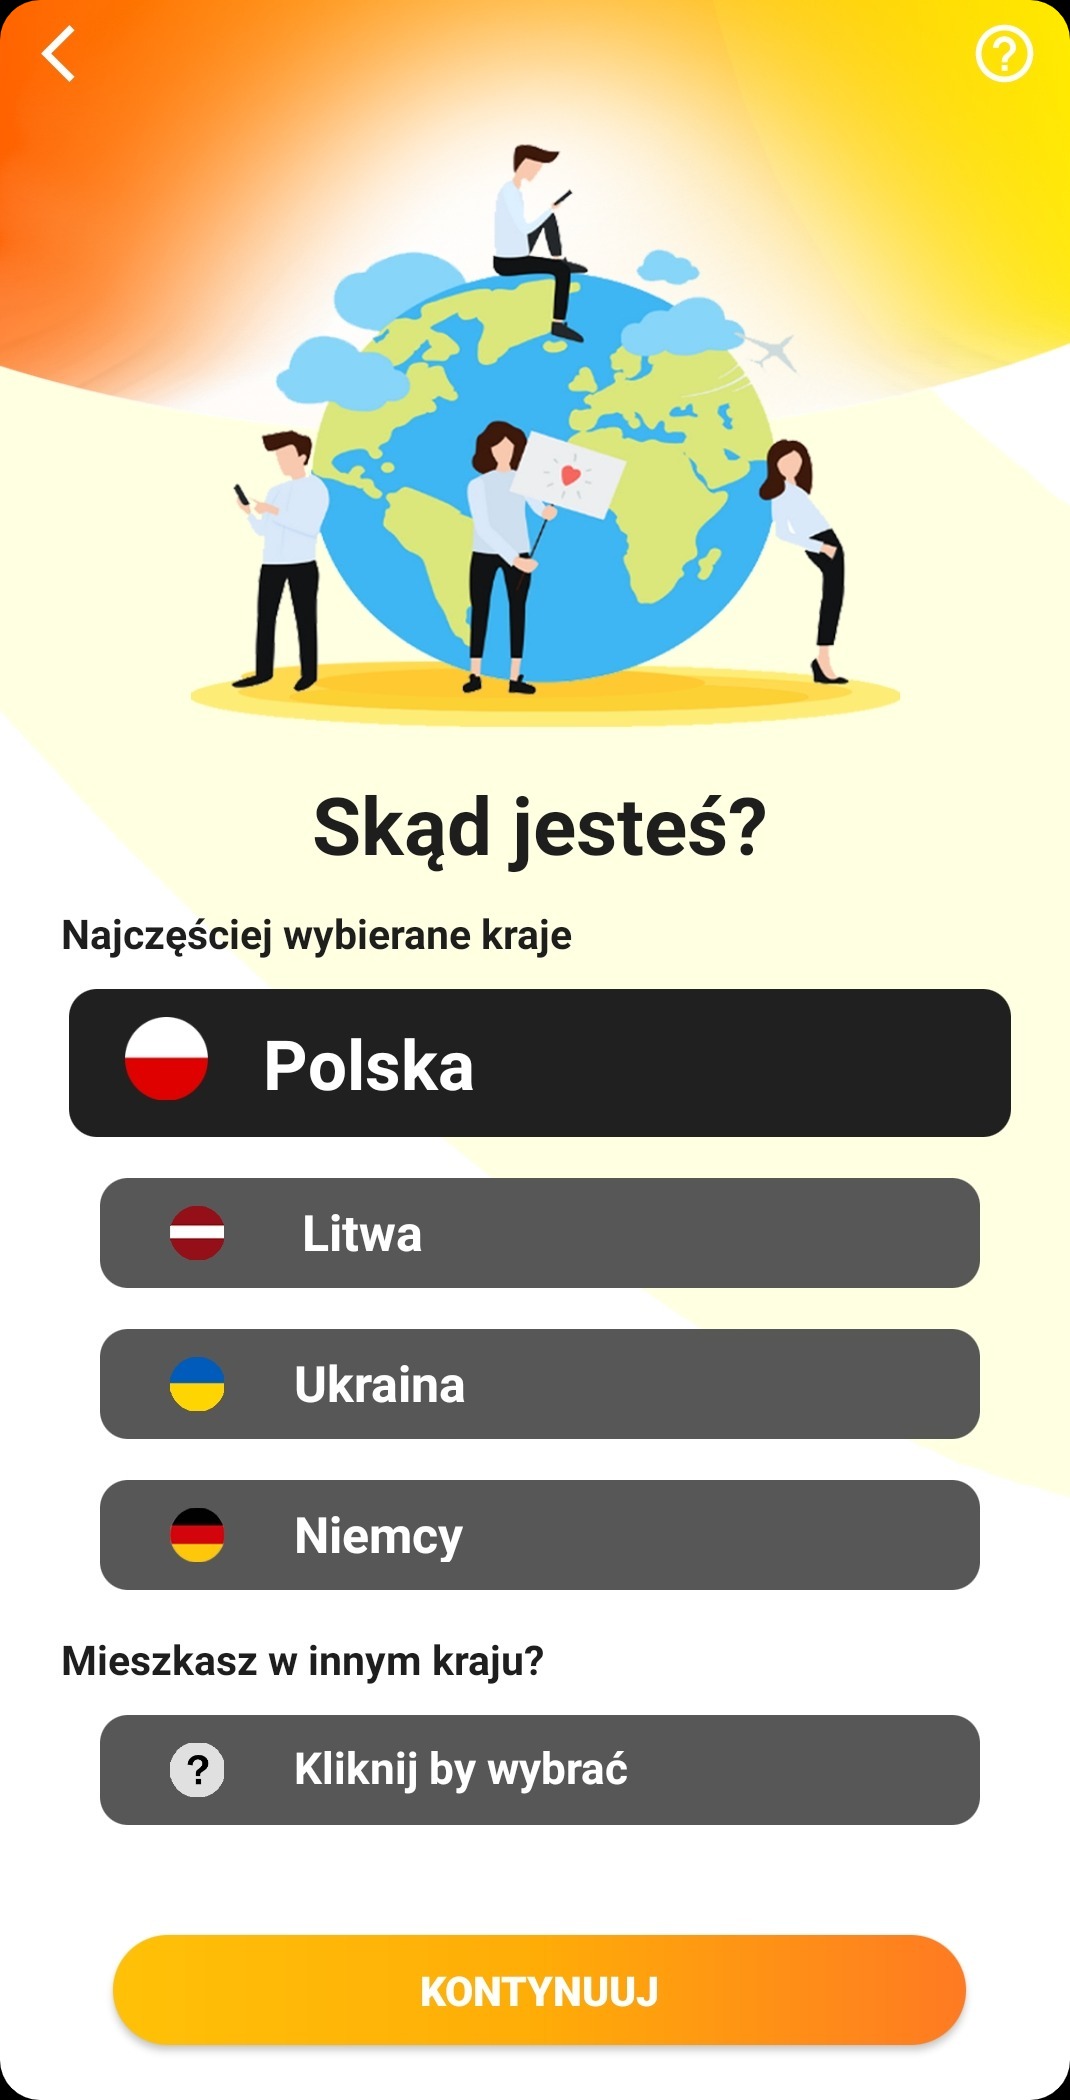 Skąd jesteś?
Najczęściej wybierane kraje
Polska
Litwa
Ukraina
Niemcy
Mieszkasz w innym kraju?
?
Kliknij by wybrać
KONTYNUUJ